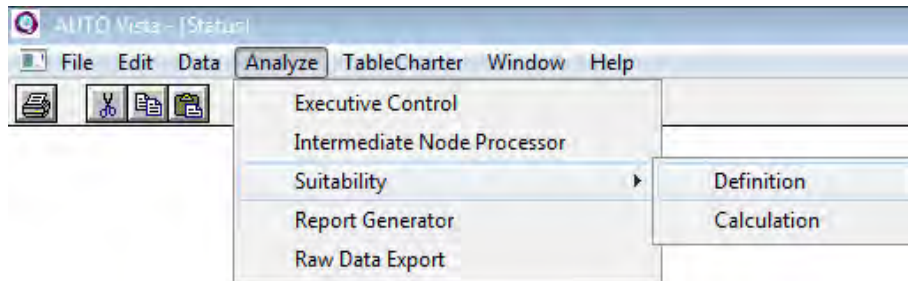 AUTO Vista - [Status]
File Edit Data Analyze TableCharter Window Help
Executive Control
Intermediate Node Processor
Suitability Definition
Calculation
Report Generator
Raw Data Export